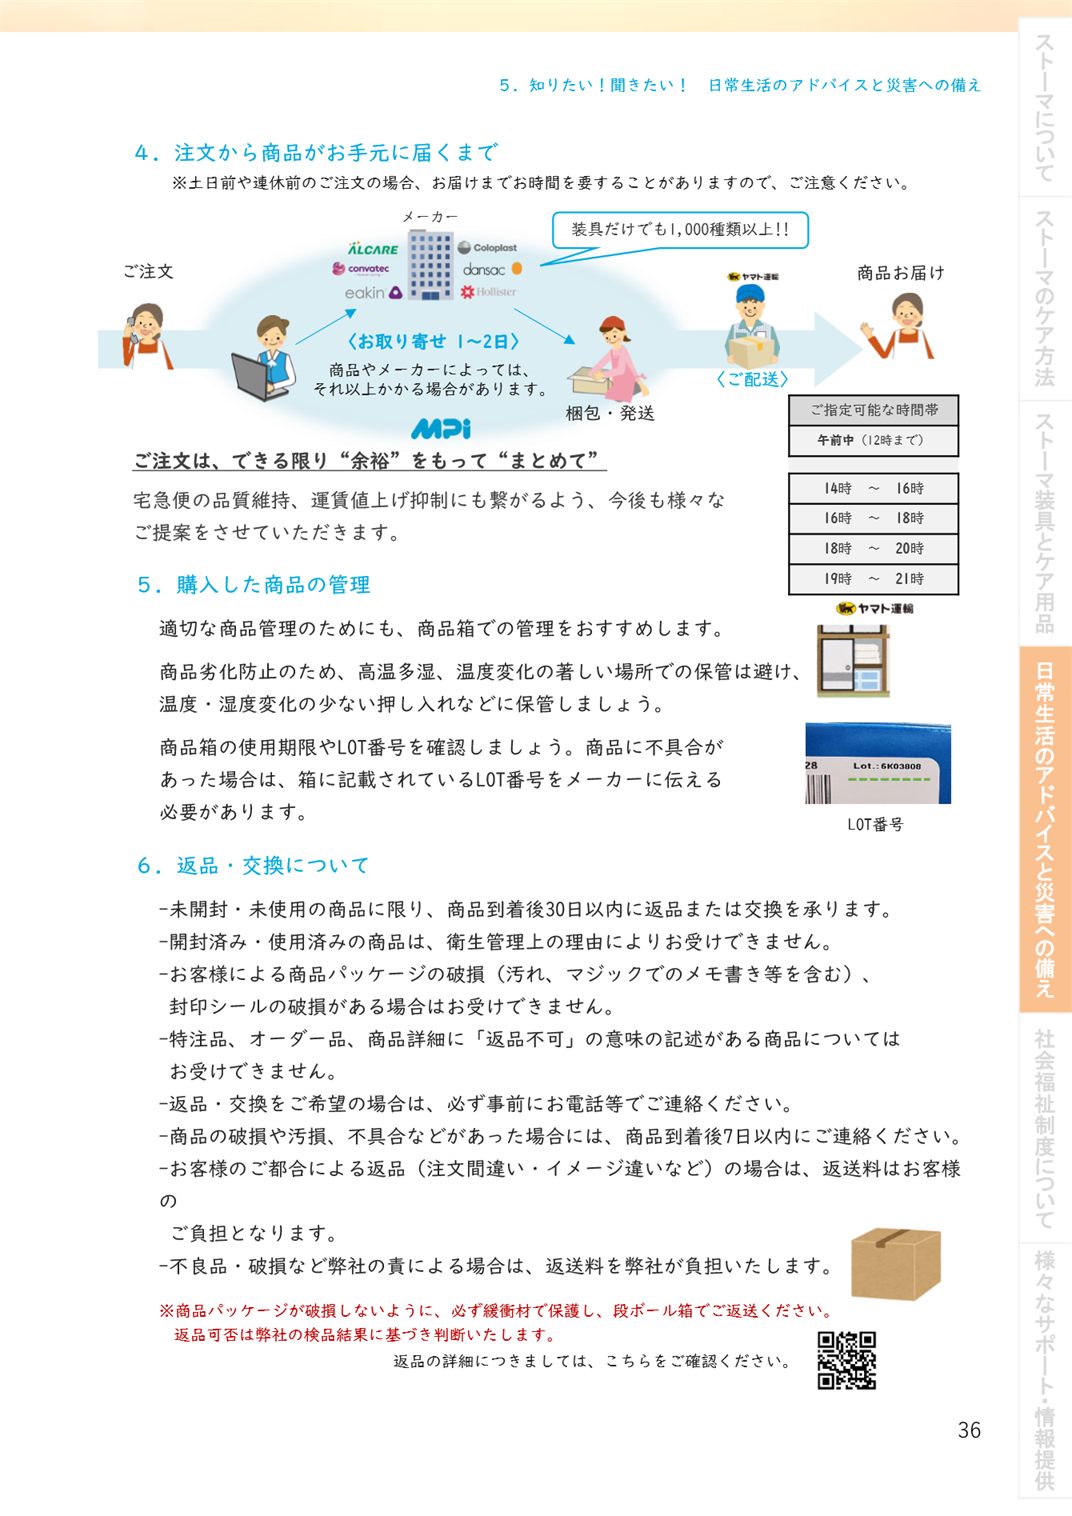 5．知りたい！聞きたい！　日常生活のアドバイスと災害への備え
4．注文から商品がお手元に届くまで
※土日前や連休前のご注文の場合、お届けまでお時間を要することがありますので、ご注意ください。
メーカー
装具だけでも1,000種類以上!!
ALCARE
Coloplast
convatec
dansac
eakin
Hollister
ご注文
ヤマト運輸
商品お届け
〈お取り寄せ 1～2日〉
商品やメーカーによっては、
それ以上かかる場合があります。
〈ご配送〉
梱包・発送
MPi
ご指定可能な時間帯
午前中（12時まで）
14時　～　16時
16時　～　18時
18時　～　20時
19時　～　21時
ヤマト運輸
ご注文は、できる限り“余裕”をもって“まとめて”
宅急便の品質維持、運賃値上げ抑制にも繋がるよう、今後も様々な
ご提案をさせていただきます。
5．購入した商品の管理
適切な商品管理のためにも、商品箱での管理をおすすめします。
商品劣化防止のため、高温多湿、温度変化の著しい場所での保管は避け、
温度・湿度変化の少ない押し入れなどに保管しましょう。
商品箱の使用期限やLOT番号を確認しましょう。商品に不具合が
あった場合は、箱に記載されているLOT番号をメーカーに伝える
必要があります。
28
Lot.:6K03808
LOT番号
6．返品・交換について
-未開封・未使用の商品に限り、商品到着後30日以内に返品または交換を承ります。
-開封済み・使用済みの商品は、衛生管理上の理由によりお受けできません。
-お客様による商品パッケージの破損（汚れ、マジックでのメモ書き等を含む）、
封印シールの破損がある場合はお受けできません。
-特注品、オーダー品、商品詳細に「返品不可」の意味の記述がある商品については
お受けできません。
-返品・交換をご希望の場合は、必ず事前にお電話等でご連絡ください。
-商品の破損や汚損、不具合などがあった場合には、商品到着後7日以内にご連絡ください。
-お客様のご都合による返品（注文間違い・イメージ違いなど）の場合は、返送料はお客様
の
ご負担となります。
-不良品・破損など弊社の責による場合は、返送料を弊社が負担いたします。
※商品パッケージが破損しないように、必ず緩衝材で保護し、段ボール箱でご返送ください。
返品可否は弊社の検品結果に基づき判断いたします。
返品の詳細につきましては、こちらをご確認ください。
36
ストーマについて
ストーマのケア方法
ストーマ装具とケア用品
日常生活のアドバイスと災害への備え
社会福祉制度について
様々なサポート・情報提供